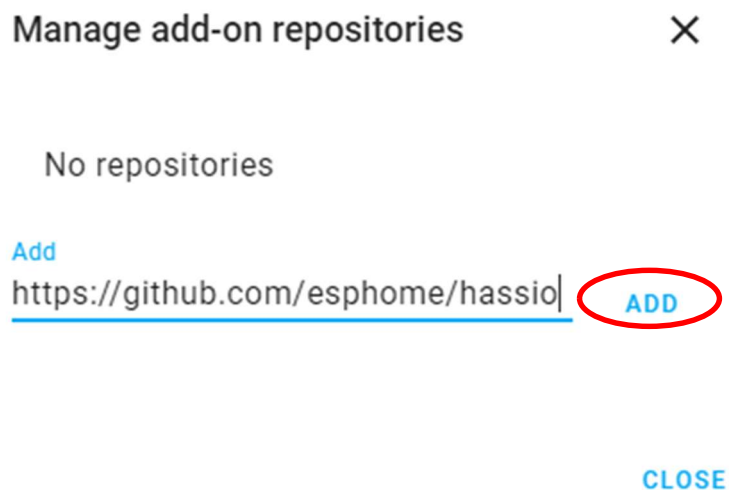 Manage add-on repositories
No repositories
Add
https://github.com/esphome/hassio
ADD
CLOSE